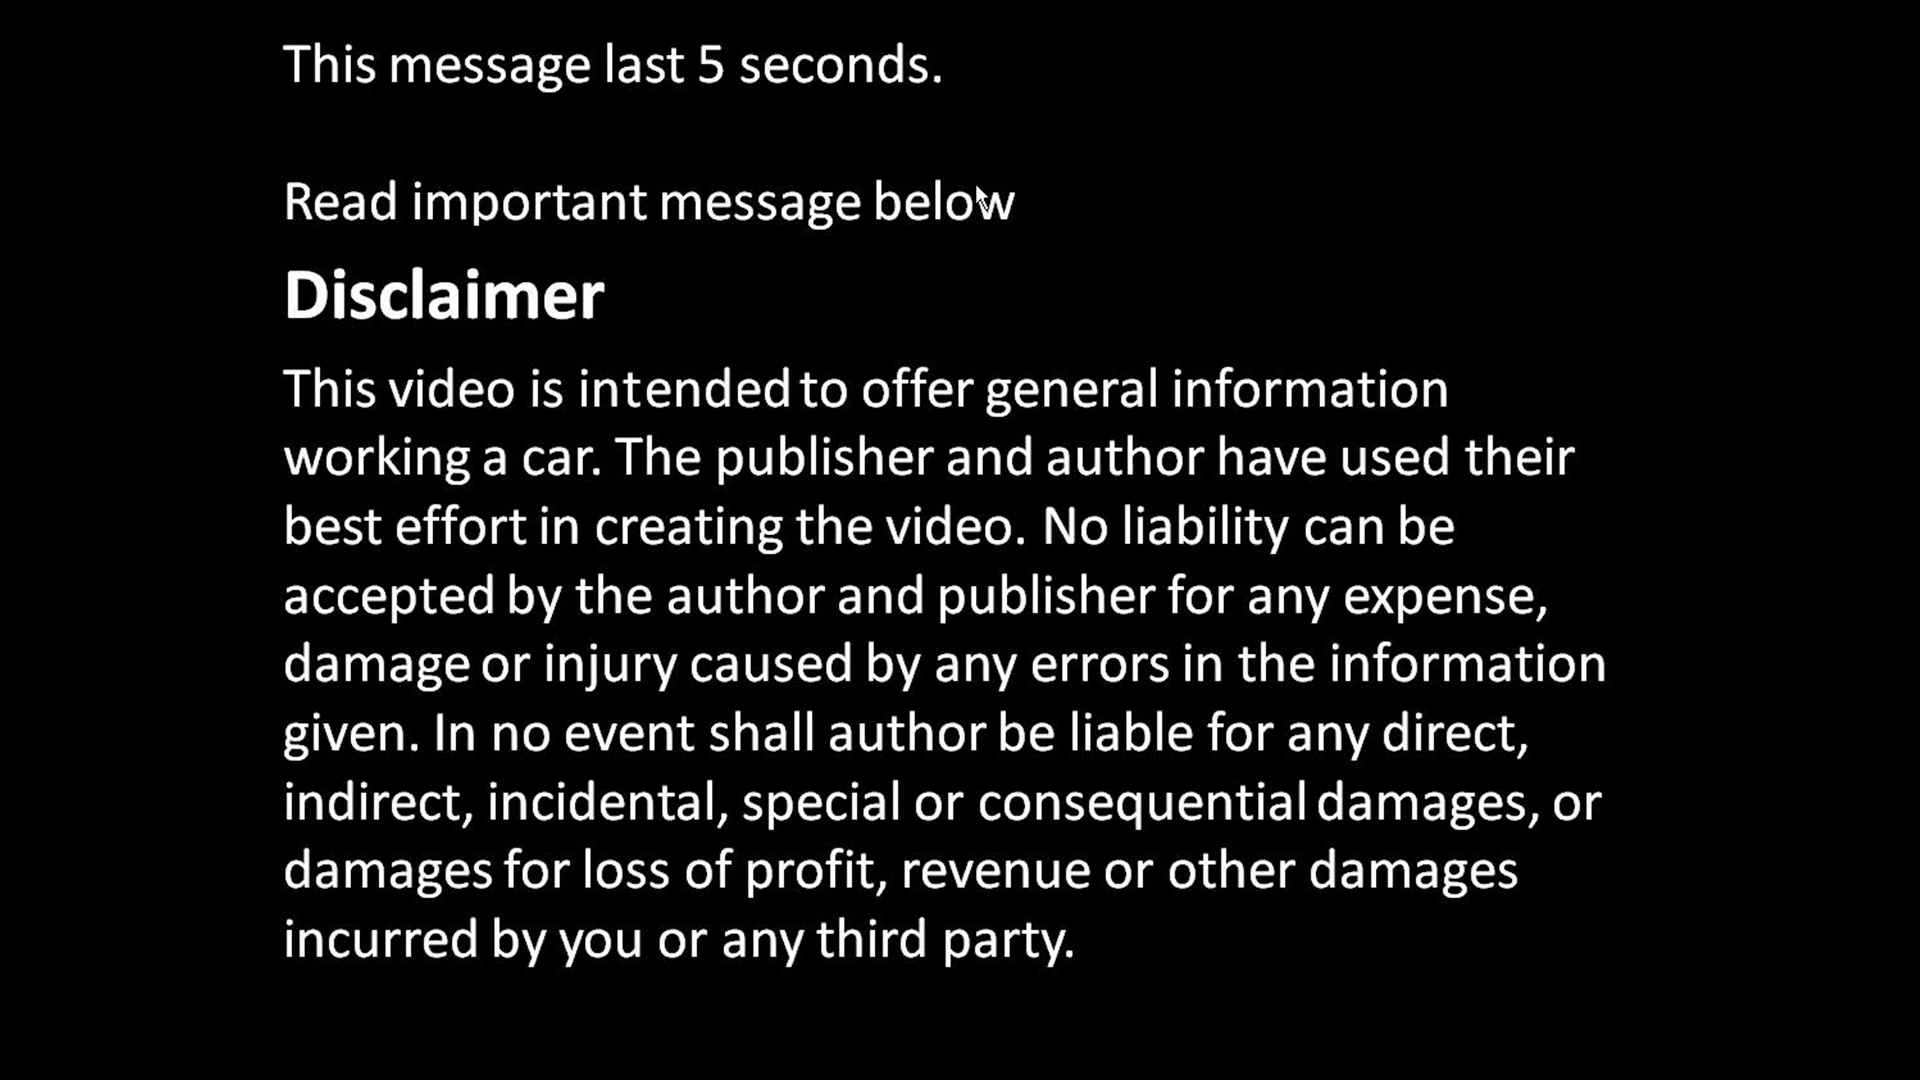 This message last 5 seconds.
Read important message below
Disclaimer
This video is intended to offer general information
working a car. The publisher and author have used their
best effort in creating the video. No liability can be
accepted by the author and publisher for any expense,
damage or injury caused by any errors in the information
given. In no event shall author be liable for any direct,
indirect, incidental, special or consequential damages, or
damages for loss of profit, revenue or other damages
incurred by you or any third party.